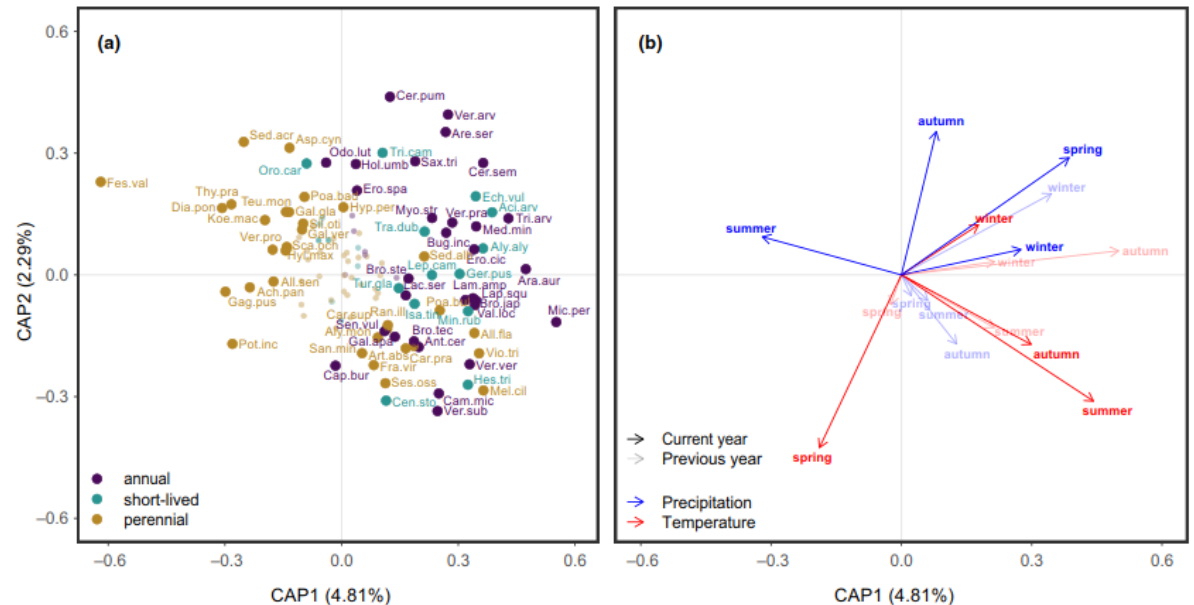 (a)
(b)
0.6
0.3
0.0
−0.3
−0.6
CAP2 (2.29%)
Cer.pum
Ver.arv
Are.ser
Sed.acr
Asp.cyn
Odo.lut
Tri.cam
Oro.car
Hol.umb
Sax.tri
Cer.sem
Fes.val
Ero.spa
Thy.pra
Teu.mon
Poa.bad
Ech.vul
Dia.pon
Gal.gla
Hyp.per
Myo.str
Ver.pra
Aci.arv
Tri.arv
Koe.mac
Sil.oti
Gal.ver
Tra.dub
Med.min
Ver.pro
Sca.och
Bug.inc
Aly.aly
Hyl.max
Sed.alb
Ero.cic
Bro.ste
Lep.cam
Ger.pus
Ara.aur
All.sen
Tur.gla
Lac.ser
Lam.amp
Ach.pan
Lap.squ
Gag.pus
Poa.bul
Bro.jap
Mic.per
Car.sup
Ran.ill
Isa.tin
Min.rub
Val.loc
Sen.vul
Aly.mon
Bro.tec
All.fla
Pot.inc
Gal.apa
Ant.cer
San.min
Art.abs
Car.pra
Vio.tri
Cap.bur
Fra.vir
Ver.ver
Ses.oss
Hes.tri
Mel.cil
Cen.sto
Cam.mic
Ver.sub
annual
short-lived
perennial
−0.6
−0.3
0.0
0.3
0.6
CAP1 (4.81%)
autumn
spring
winter
winter
summer
winter
autumn
winter
spring
spring
summer
summer
autumn
autumn
summer
spring
Current year
Previous year
Precipitation
Temperature
−0.6
−0.3
0.0
0.3
0.6
CAP1 (4.81%)